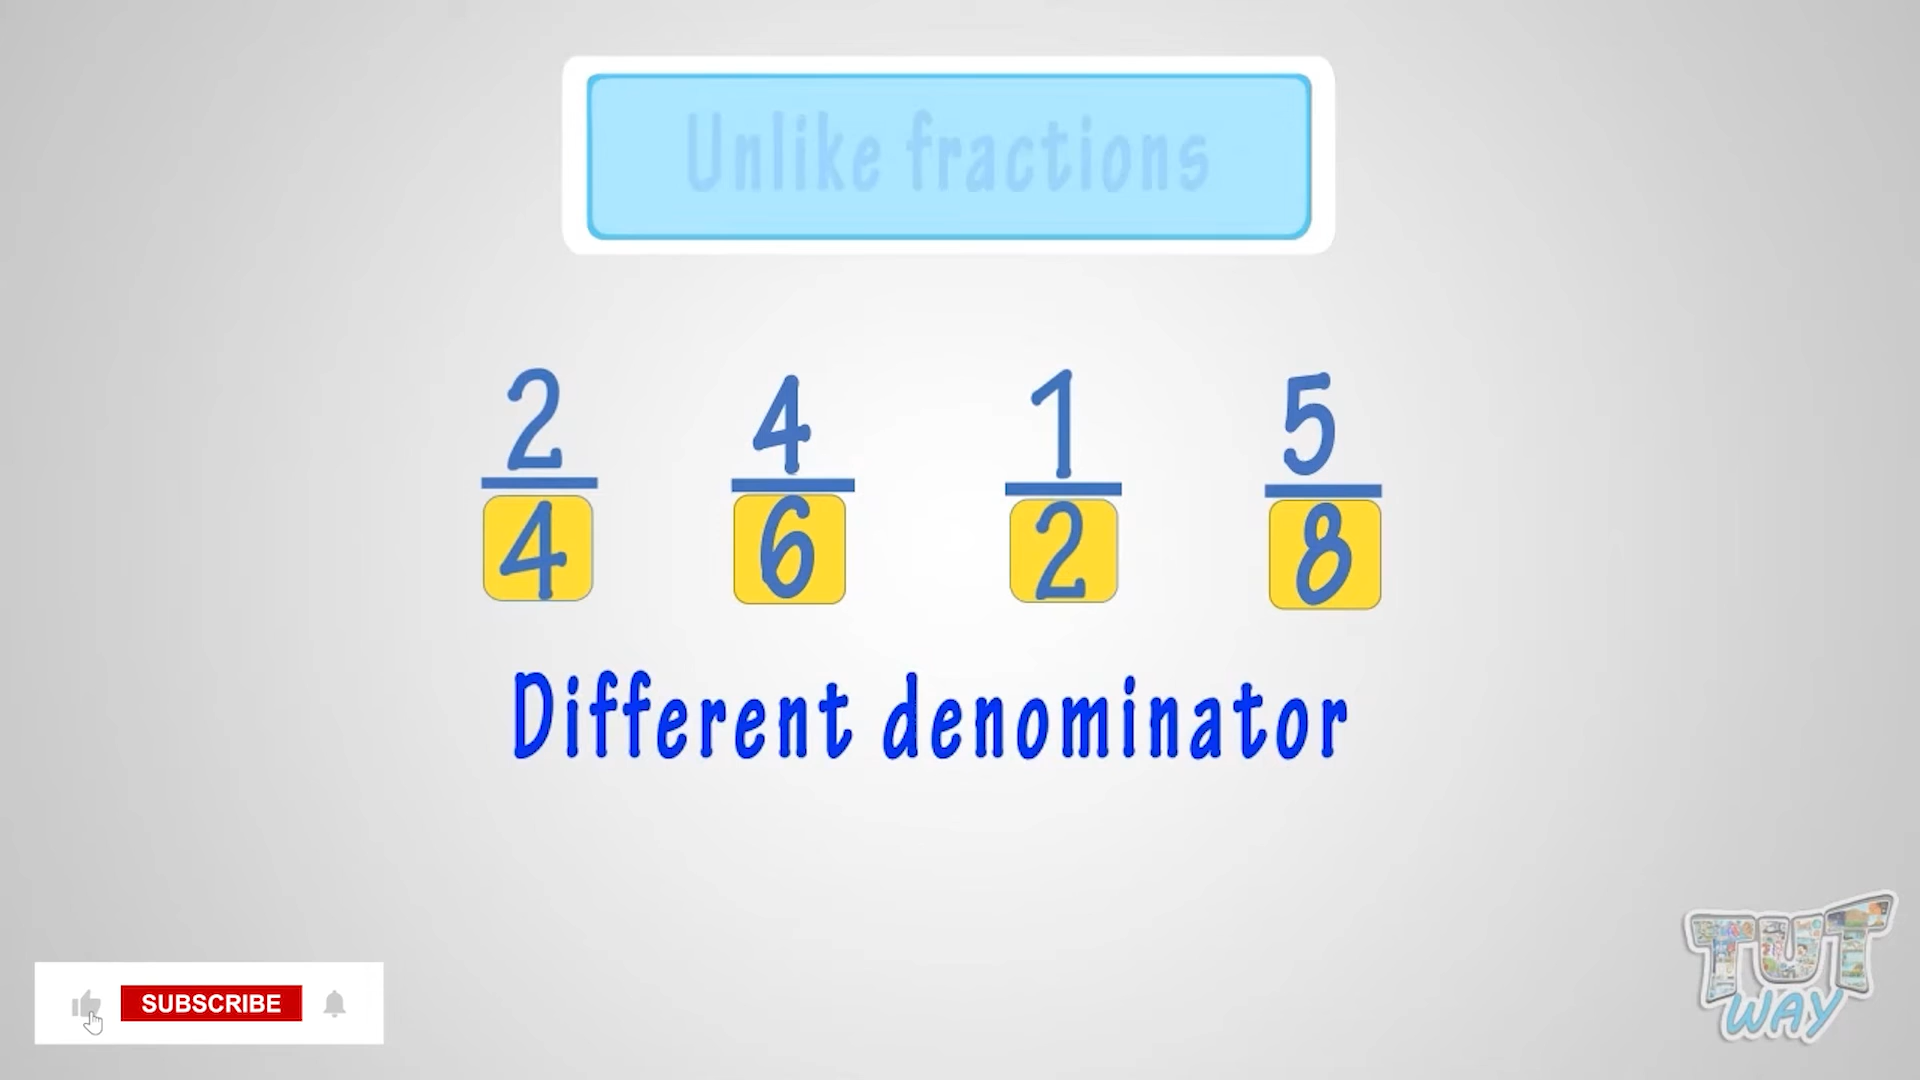 Unlike fractions
2 4 1 5
4 6 2 8
Different denominator
SUBSCRIBE
TUT
WAY